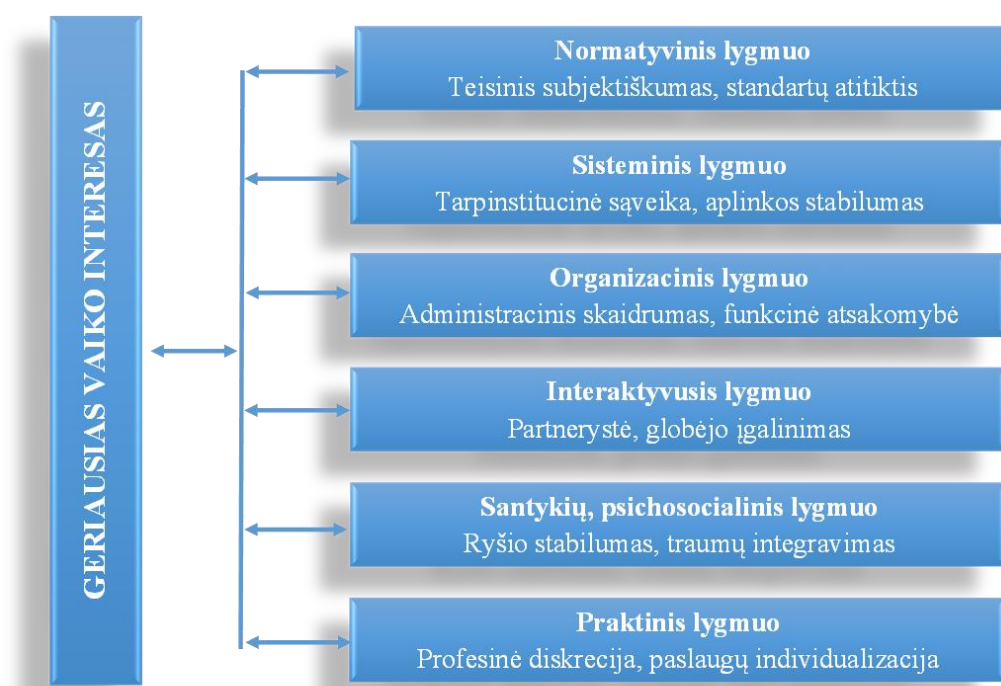 GERIAUSIAS VAIKO INTERESAS
Normatyvinis lygmuo
Teisinis subjektiškumas, standartų atitiktis
Sisteminis lygmuo
Tarpinstitucinė sąveika, aplinkos stabilumas
Organizacinis lygmuo
Administracinis skaidrumas, funkcinė atsakomybė
Interaktyvusis lygmuo
Partnerystė, globėjo įgalinimas
Santykių, psichosocialinis lygmuo
Ryšio stabilumas, traumų integravimas
Praktinis lygmuo
Profesinė diskrecija, paslaugų individualizacija